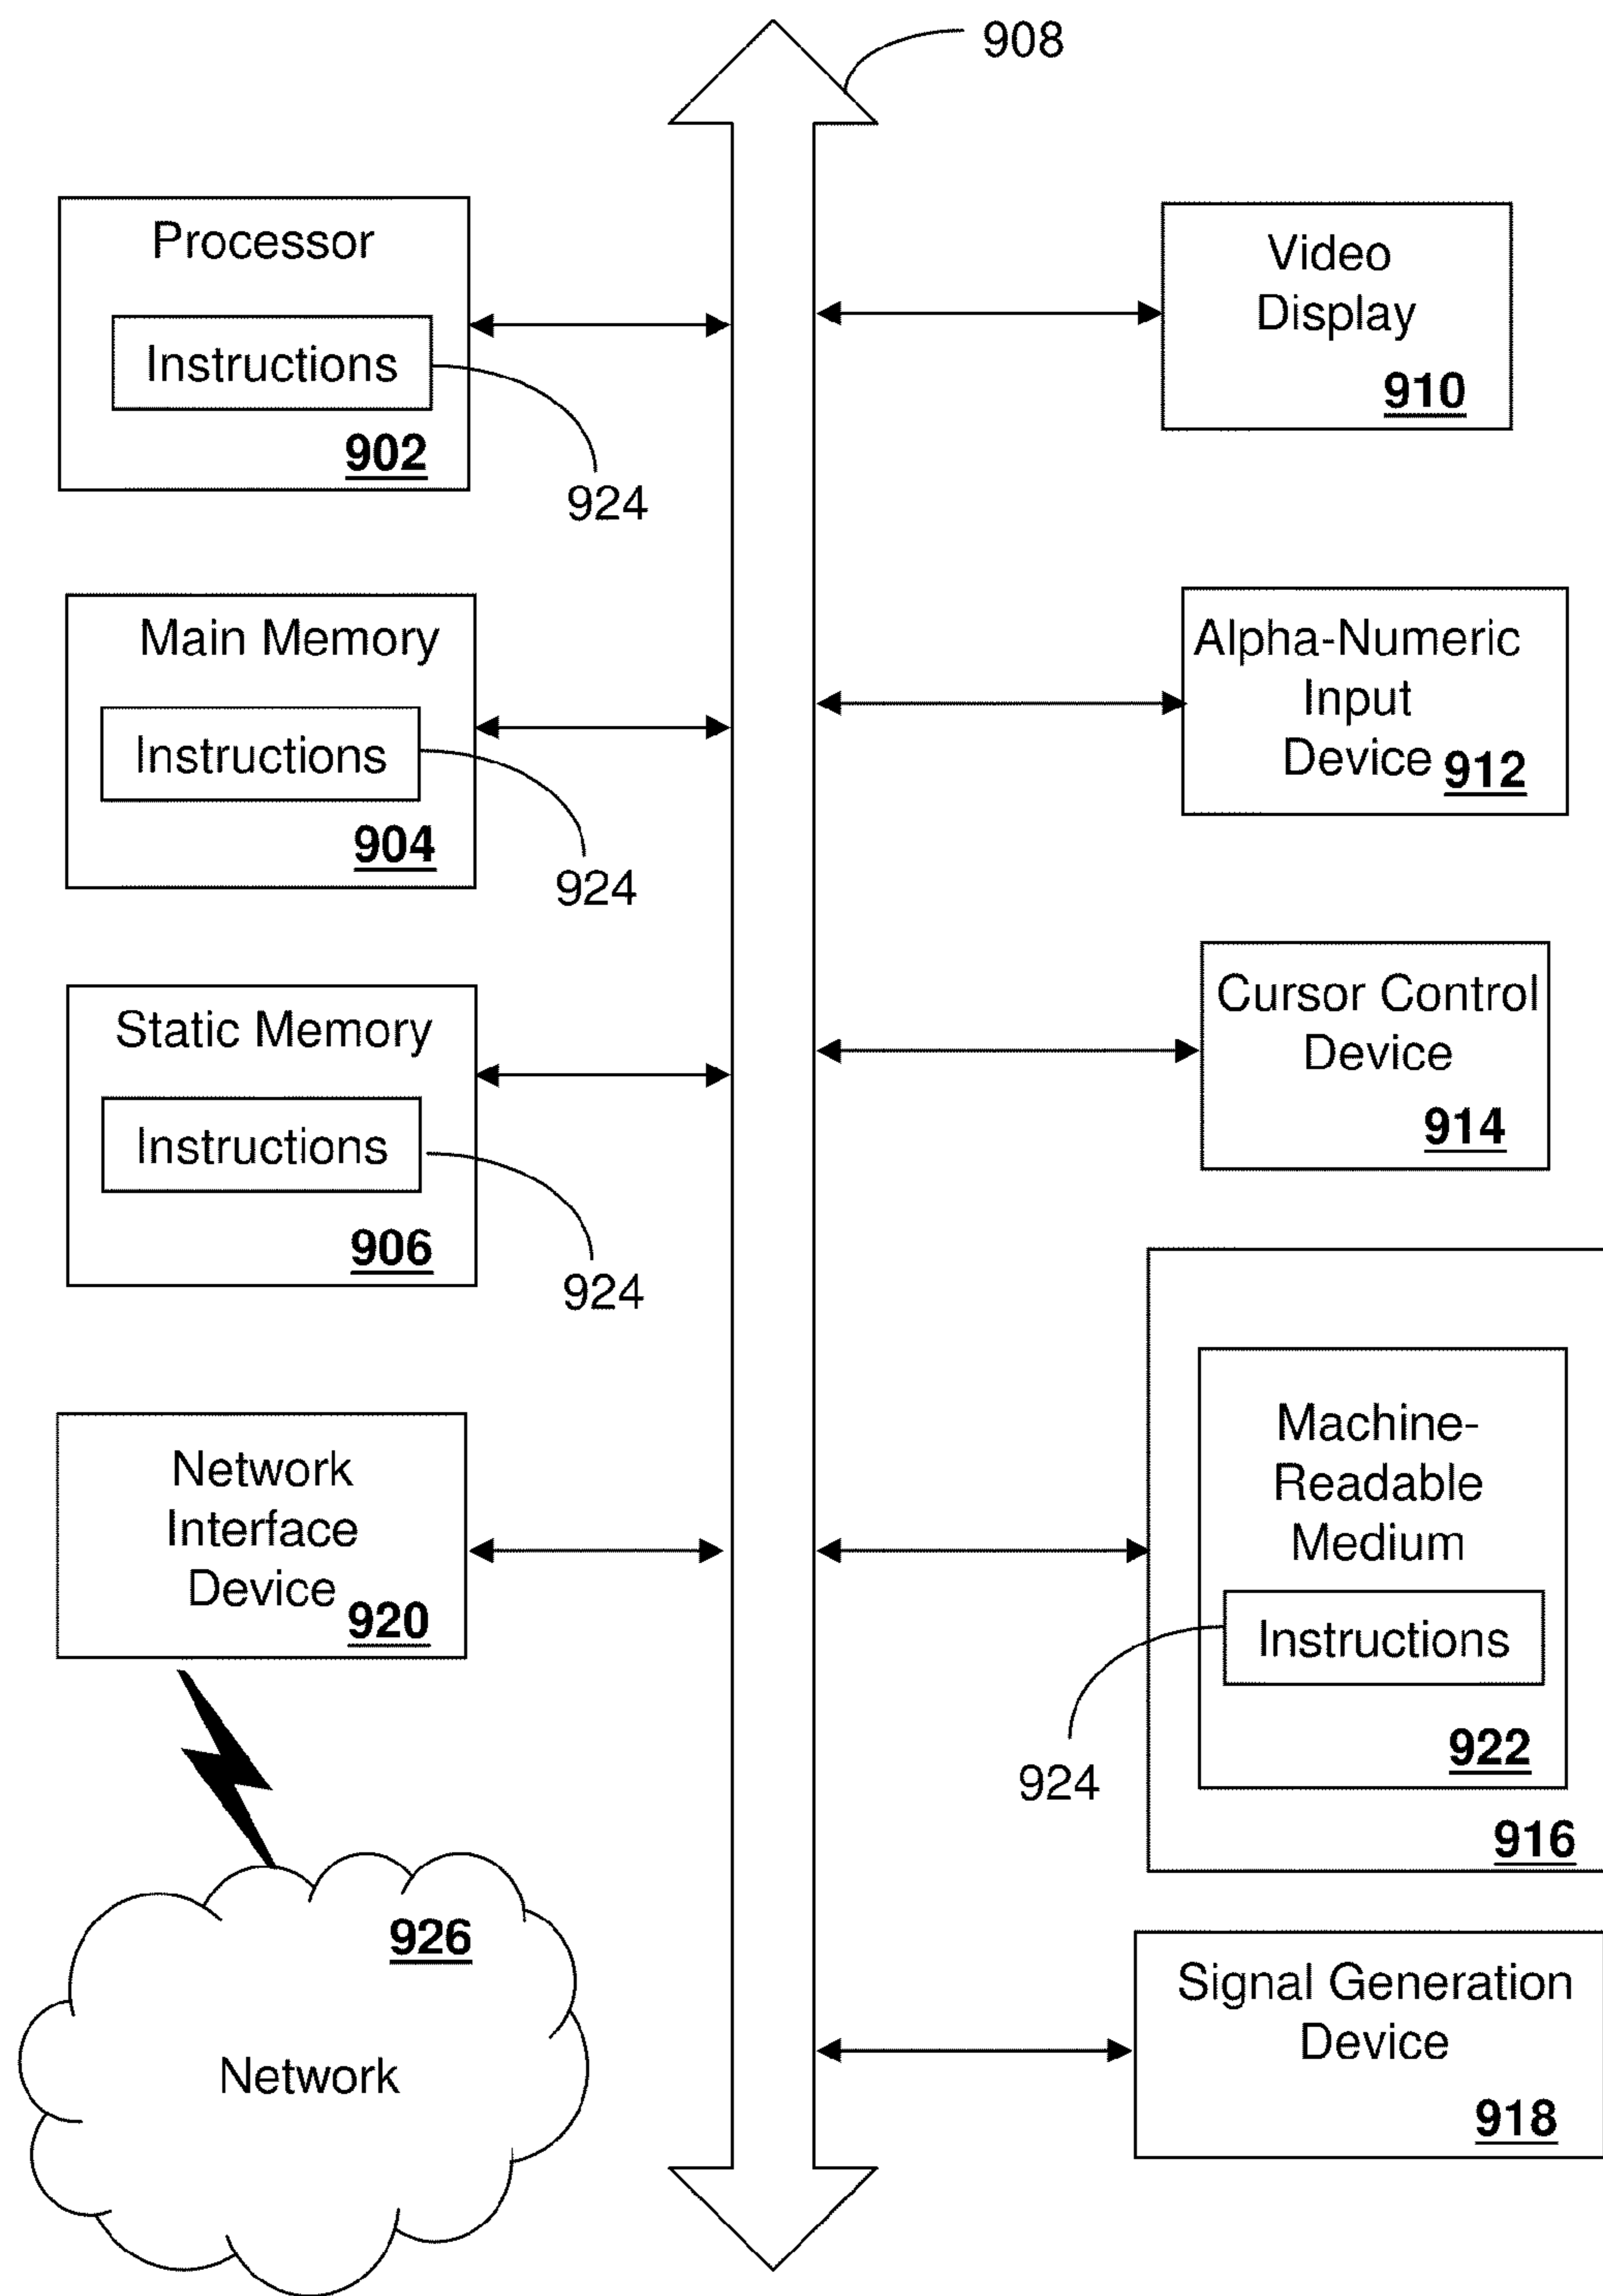 908
Processor
Instructions
902
924
Main Memory
Instructions
904
924
Static Memory
Instructions
906
924
Network
Interface
Device
920
926
Network
Video
Display
910
Alpha-Numeric
Input
Device 912
Cursor Control
Device
914
Machine-
Readable
Medium
Instructions
922
924
916
Signal Generation
Device
918